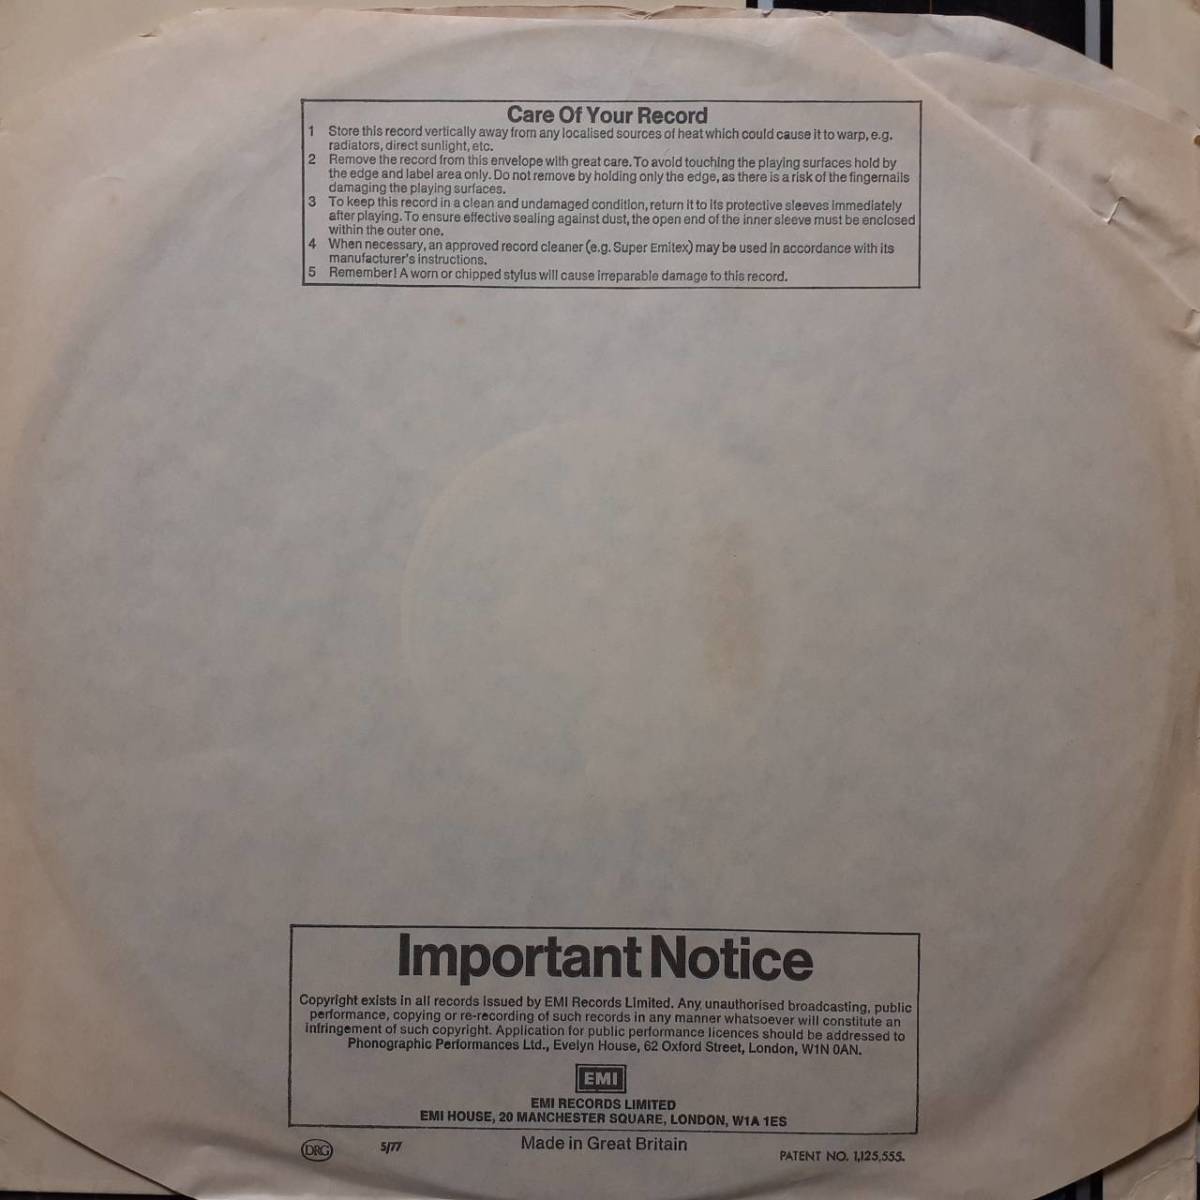 Care Of Your Record
1 Store this record vertically away from any localised sources of heat which could cause it to warp, e.g.
radiators, direct sunlight, etc.
2 Remove the record from this envelope with great care. To avoid touching the playing surfaces hold by
the edge and label area only. Do not remove by holding only the edge, as there is a risk of the fingernails
damaging the playing surfaces.
3 To keep this record in a clean and undamaged condition, return it to its protective sleeves immediately
after playing. To ensure effective sealing against dust, the open end of the inner sleeve must be enclosed
within the outer one.
4 When necessary, an approved record cleaner (e.g. Super Emitex) may be used in accordance with its
manufacturer's instructions.
5 Remember! A worn or chipped stylus will cause irreparable damage to this record.
Important Notice
Copyright exists in all records issued by EMI Records Limited. Any unauthorised broadcasting, public
performance, copying or re-recording of such records in any manner whatsoever will constitute an
infringement of such copyright. Application for public performance licences should be addressed to
Phonographic Performances Ltd., Evelyn House, 62 Oxford Street, London, W1N 0AN.
EMI
EMI RECORDS LIMITED
EMI HOUSE, 20 MANCHESTER SQUARE, LONDON, W1A 1ES
DRG 5/77 Made in Great Britain PATENT NO. 1,125,555.